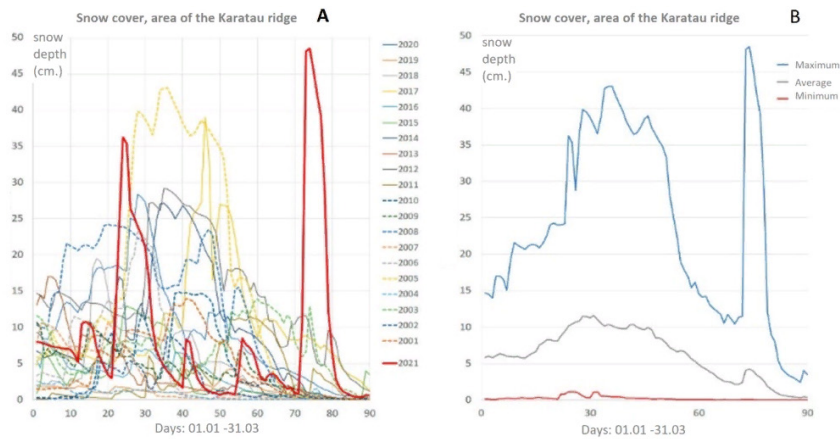 Snow cover, area of the Karatau ridge
A
snow
depth
(cm.)
50
45
40
35
30
25
20
15
10
5
0
0 10 20 30 40 50 60 70 80 90
Days: 01.01 -31.03
2020
2019
2018
2017
2016
2015
2014
2013
2012
2011
2010
2009
2008
2007
2006
2005
2004
2003
2002
2001
2021
Snow cover, area of the Karatau ridge
B
snow
depth
(cm.)
50
45
40
35
30
25
20
15
10
5
0
0 30 60 90
Days: 01.01 -31.03
Maximum
Average
Minimum